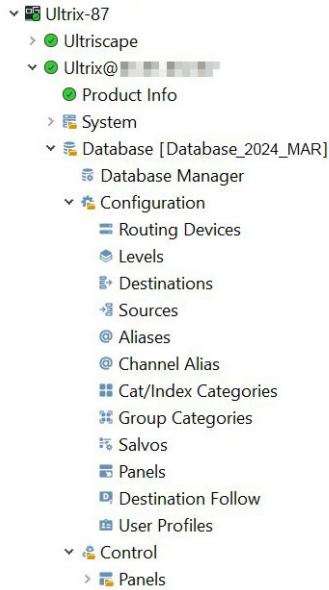 Ultrix-87
Ultriscape
Ultrix@
Product Info
System
Database [Database_2024_MAR]
Database Manager
Configuration
Routing Devices
Levels
Destinations
Sources
Aliases
Channel Alias
Cat/Index Categories
Group Categories
Salvos
Panels
Destination Follow
User Profiles
Control
Panels